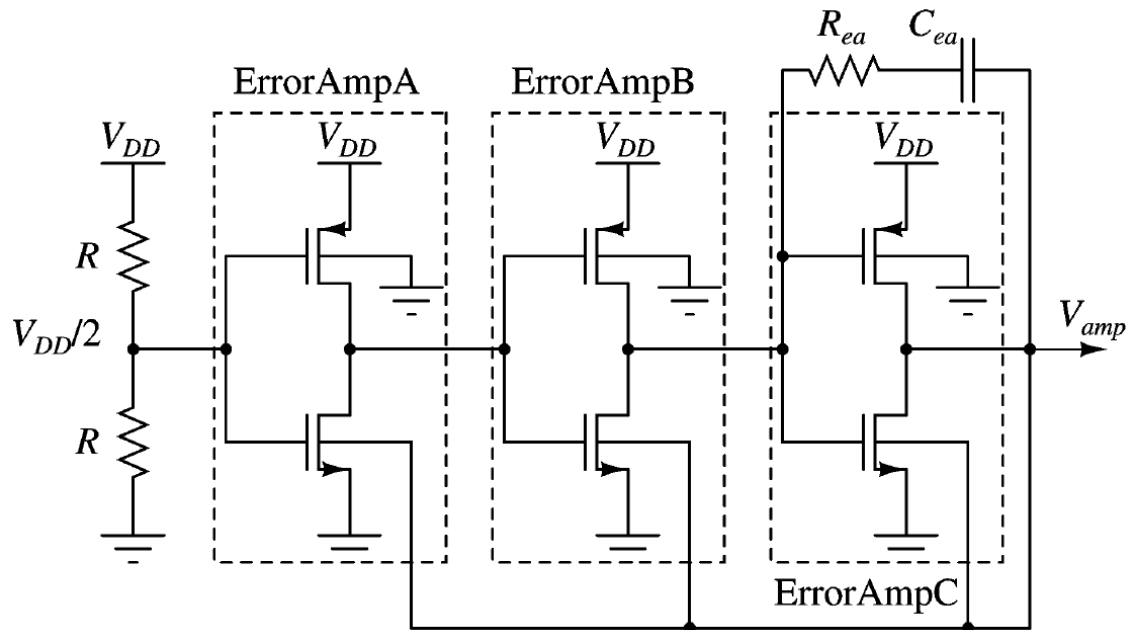 R_ea
C_ea
ErrorAmpA
ErrorAmpB
V_DD
V_DD
V_DD
V_DD
R
V_DD/2
V_amp
R
ErrorAmpC